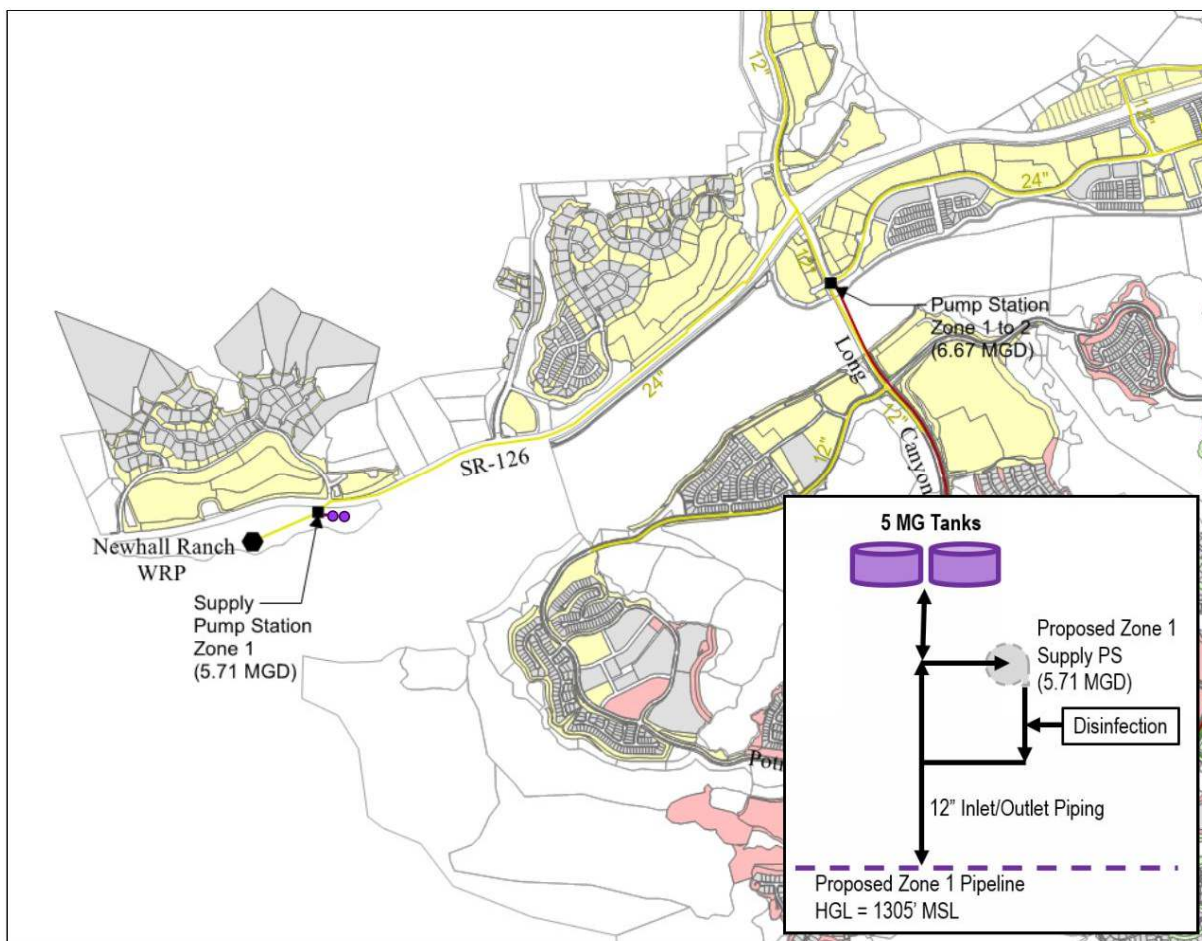 12"
12"
24"
10"
Pump Station
Zone 1 to 2
(6.67 MGD)
Long
24"
12"
Canyon
12"
SR-126
Newhall Ranch
WRP
Supply
Pump Station
Zone 1
(5.71 MGD)
5 MG Tanks
Proposed Zone 1
Supply PS
(5.71 MGD)
Disinfection
12" Inlet/Outlet Piping
Proposed Zone 1 Pipeline
HGL = 1305' MSL